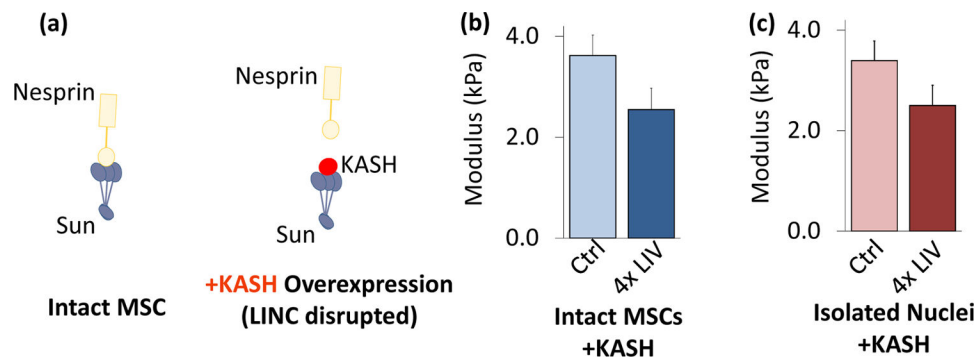 (a)
Nesprin
Sun
Intact MSC
Nesprin
KASH
Sun
+KASH Overexpression
(LINC disrupted)
(b)
Modulus (kPa)
4.0
2.0
0.0
Ctrl
4x LIV
Intact MSCs
+KASH
(c)
Modulus (kPa)
4.0
2.0
0.0
Ctrl
4x LIV
Isolated Nuclei
+KASH